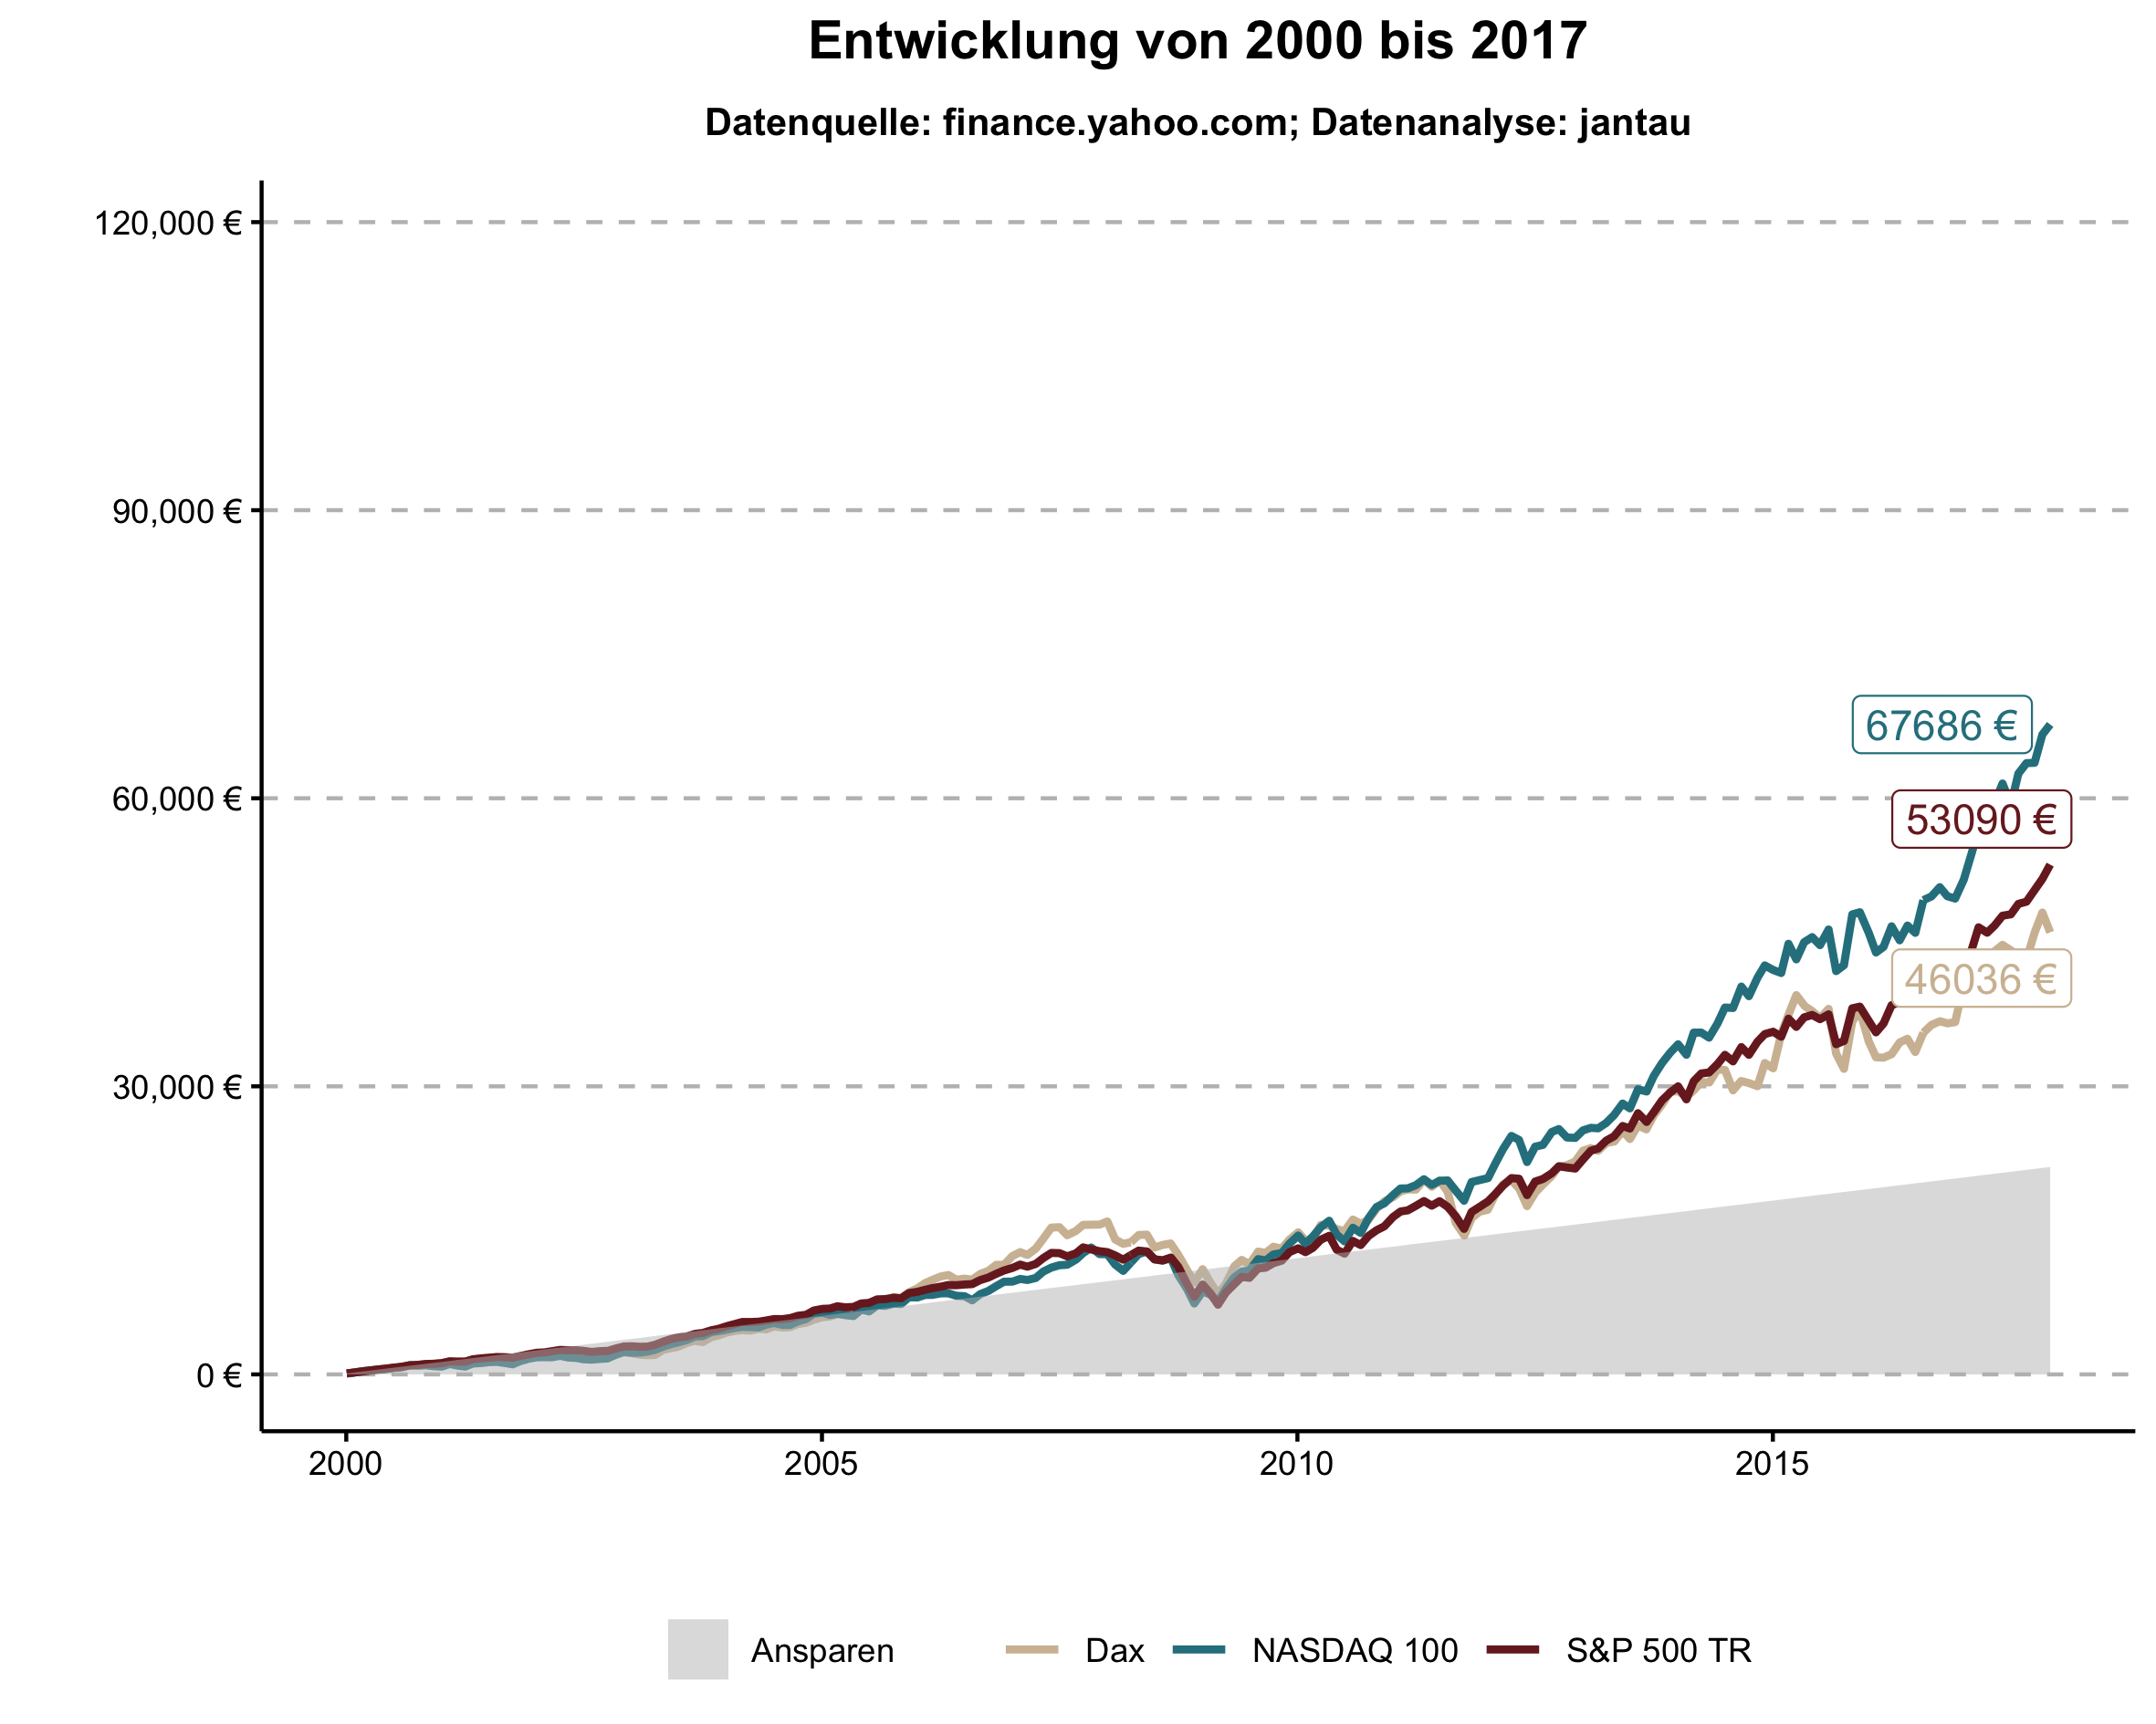 Entwicklung von 2000 bis 2017
Datenquelle: finance.yahoo.com; Datenanalyse: jantau
120,000 €
90,000 €
60,000 €
30,000 €
0 €
67686 €
53090 €
46036 €
2000 2005 2010 2015
Ansparen Dax NASDAQ 100 S&P 500 TR